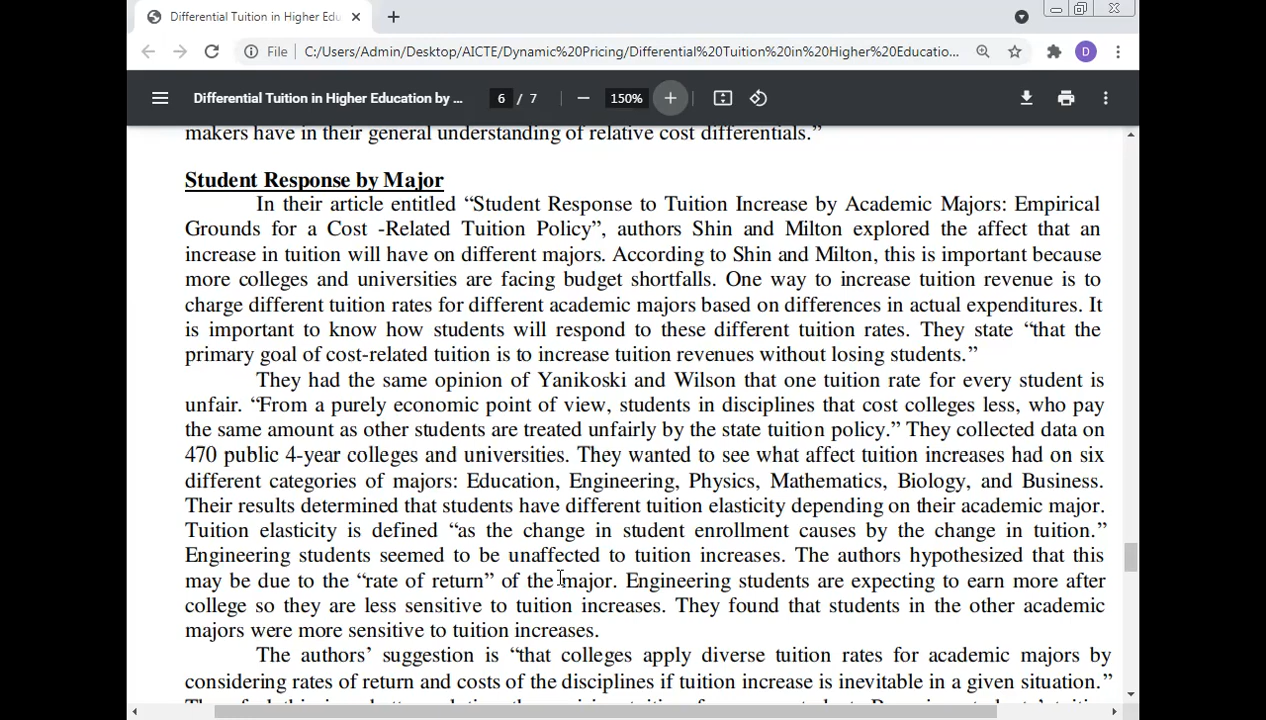 Differential Tuition in Higher Edu
File C:/Users/Admin/Desktop/AICTE/Dynamic%20Pricing/Differential%20Tuition%20in%20Higher%20Educatio...
D
Differential Tuition in Higher Education by ... 6 / 7 150%
makers have in their general understanding of relative cost differentials.”
Student Response by Major
In their article entitled “Student Response to Tuition Increase by Academic Majors: Empirical
Grounds for a Cost -Related Tuition Policy”, authors Shin and Milton explored the affect that an
increase in tuition will have on different majors. According to Shin and Milton, this is important because
more colleges and universities are facing budget shortfalls. One way to increase tuition revenue is to
charge different tuition rates for different academic majors based on differences in actual expenditures. It
is important to know how students will respond to these different tuition rates. They state “that the
primary goal of cost-related tuition is to increase tuition revenues without losing students.”
They had the same opinion of Yanikoski and Wilson that one tuition rate for every student is
unfair. “From a purely economic point of view, students in disciplines that cost colleges less, who pay
the same amount as other students are treated unfairly by the state tuition policy.” They collected data on
470 public 4-year colleges and universities. They wanted to see what affect tuition increases had on six
different categories of majors: Education, Engineering, Physics, Mathematics, Biology, and Business.
Their results determined that students have different tuition elasticity depending on their academic major.
Tuition elasticity is defined “as the change in student enrollment causes by the change in tuition.”
Engineering students seemed to be unaffected to tuition increases. The authors hypothesized that this
may be due to the “rate of return” of the major. Engineering students are expecting to earn more after
college so they are less sensitive to tuition increases. They found that students in the other academic
majors were more sensitive to tuition increases.
The authors’ suggestion is “that colleges apply diverse tuition rates for academic majors by
considering rates of return and costs of the disciplines if tuition increase is inevitable in a given situation.”